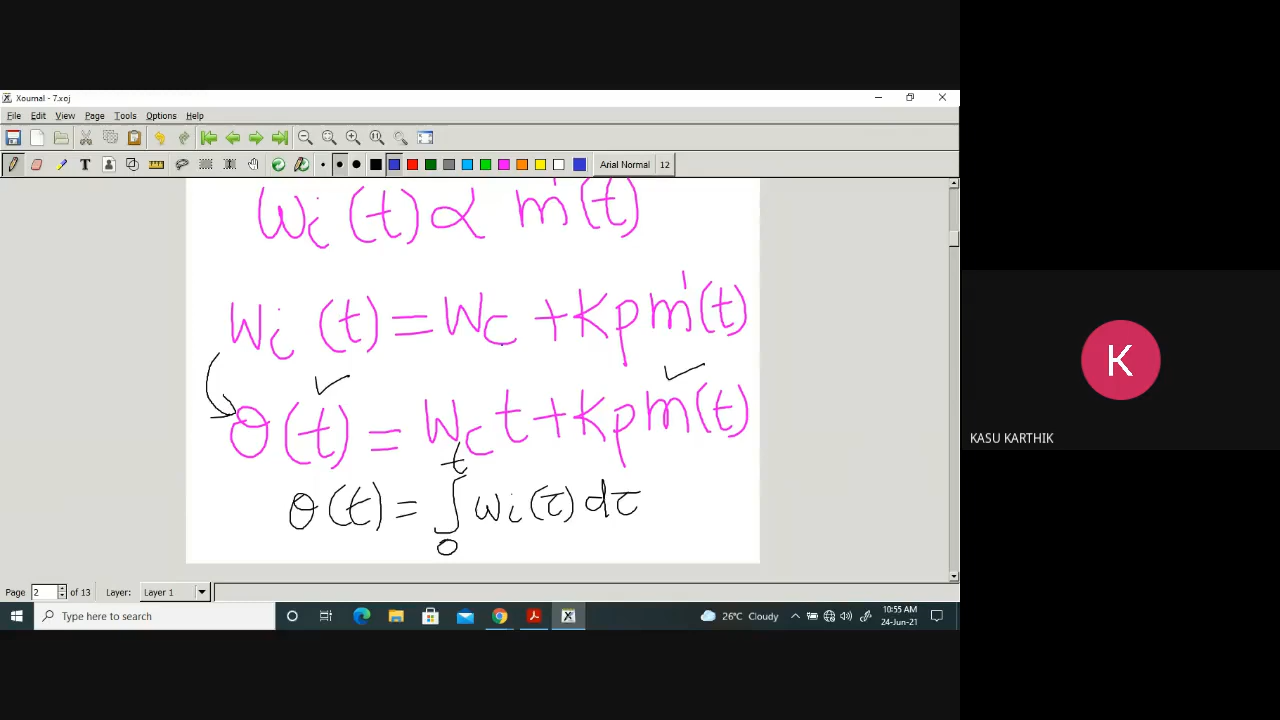 Xournal - 7.xoj
File Edit View Page Tools Options Help
Arial Normal 12
ωi (t) ∝ ṁ(t)
Wi (t) = Wc + Kp ṁ(t)
θ(t) = Wc t + Kp m(t)
θ(t) = ∫₀ᵗ ωi (τ) dτ
K
KASU KARTHIK
Page 2 of 13 Layer: Layer 1
Type here to search
26°C Cloudy
10:55 AM
24-Jun-21